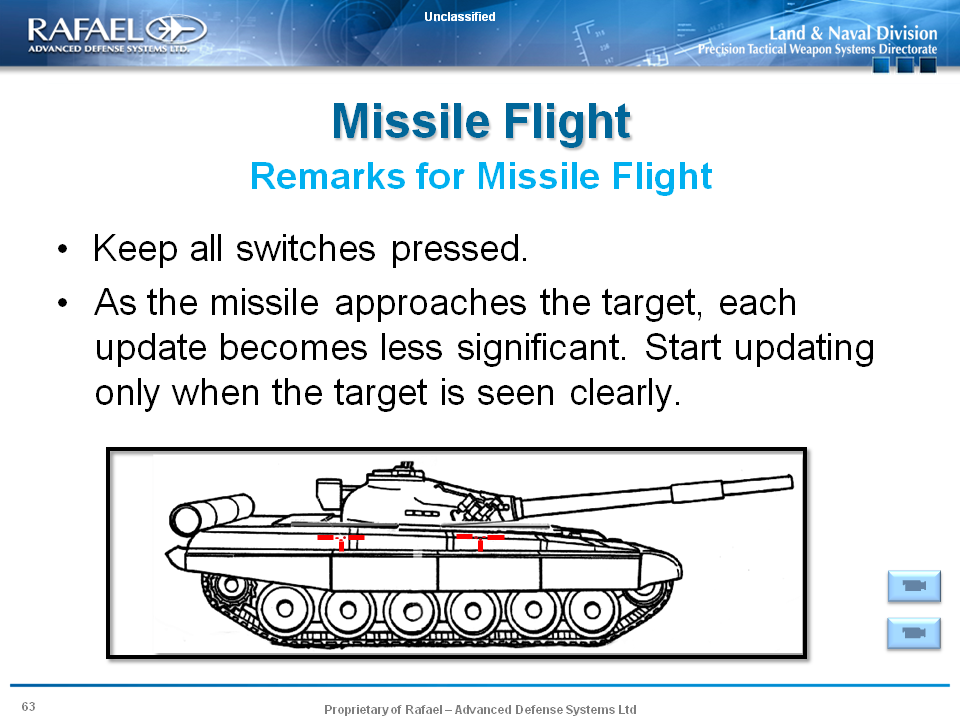 Unclassified
RAFAEL
ADVANCED DEFENSE SYSTEMS LTD.
Land & Naval Division
Precision Tactical Weapon Systems Directorate
Missile Flight
Remarks for Missile Flight
• Keep all switches pressed.
• As the missile approaches the target, each
update becomes less significant. Start updating
only when the target is seen clearly.
63
Proprietary of Rafael – Advanced Defense Systems Ltd